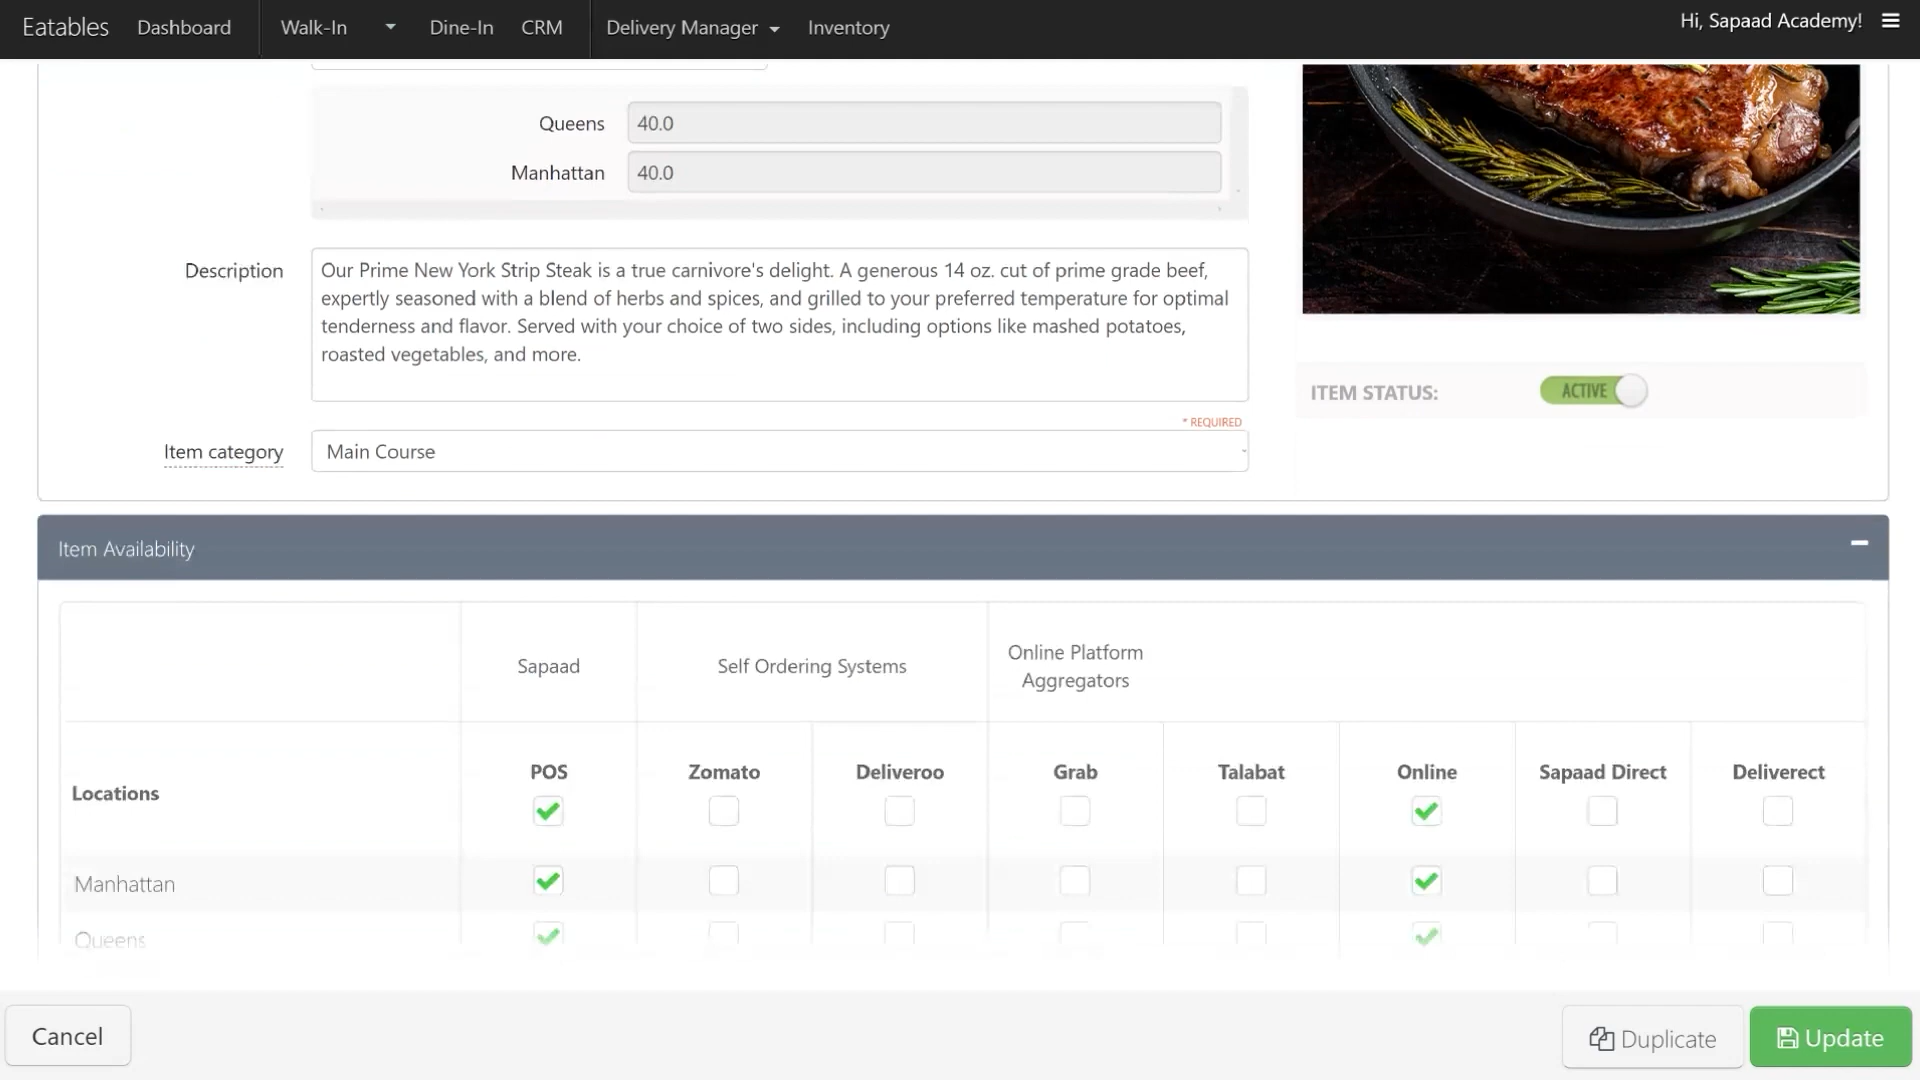 Eatables Dashboard Walk-In Dine-In CRM Delivery Manager Inventory Hi, Sapaad Academy!
Queens 40.0
Manhattan 40.0
Description
Our Prime New York Strip Steak is a true carnivore's delight. A generous 14 oz. cut of prime grade beef,
expertly seasoned with a blend of herbs and spices, and grilled to your preferred temperature for optimal
tenderness and flavor. Served with your choice of two sides, including options like mashed potatoes,
roasted vegetables, and more.
ITEM STATUS: ACTIVE
* REQUIRED
Item category Main Course
Item Availability
Sapaad Self Ordering Systems Online Platform
Aggregators
Locations POS Zomato Deliveroo Grab Talabat Online Sapaad Direct Deliverect
Manhattan
Queens
Cancel Duplicate Update